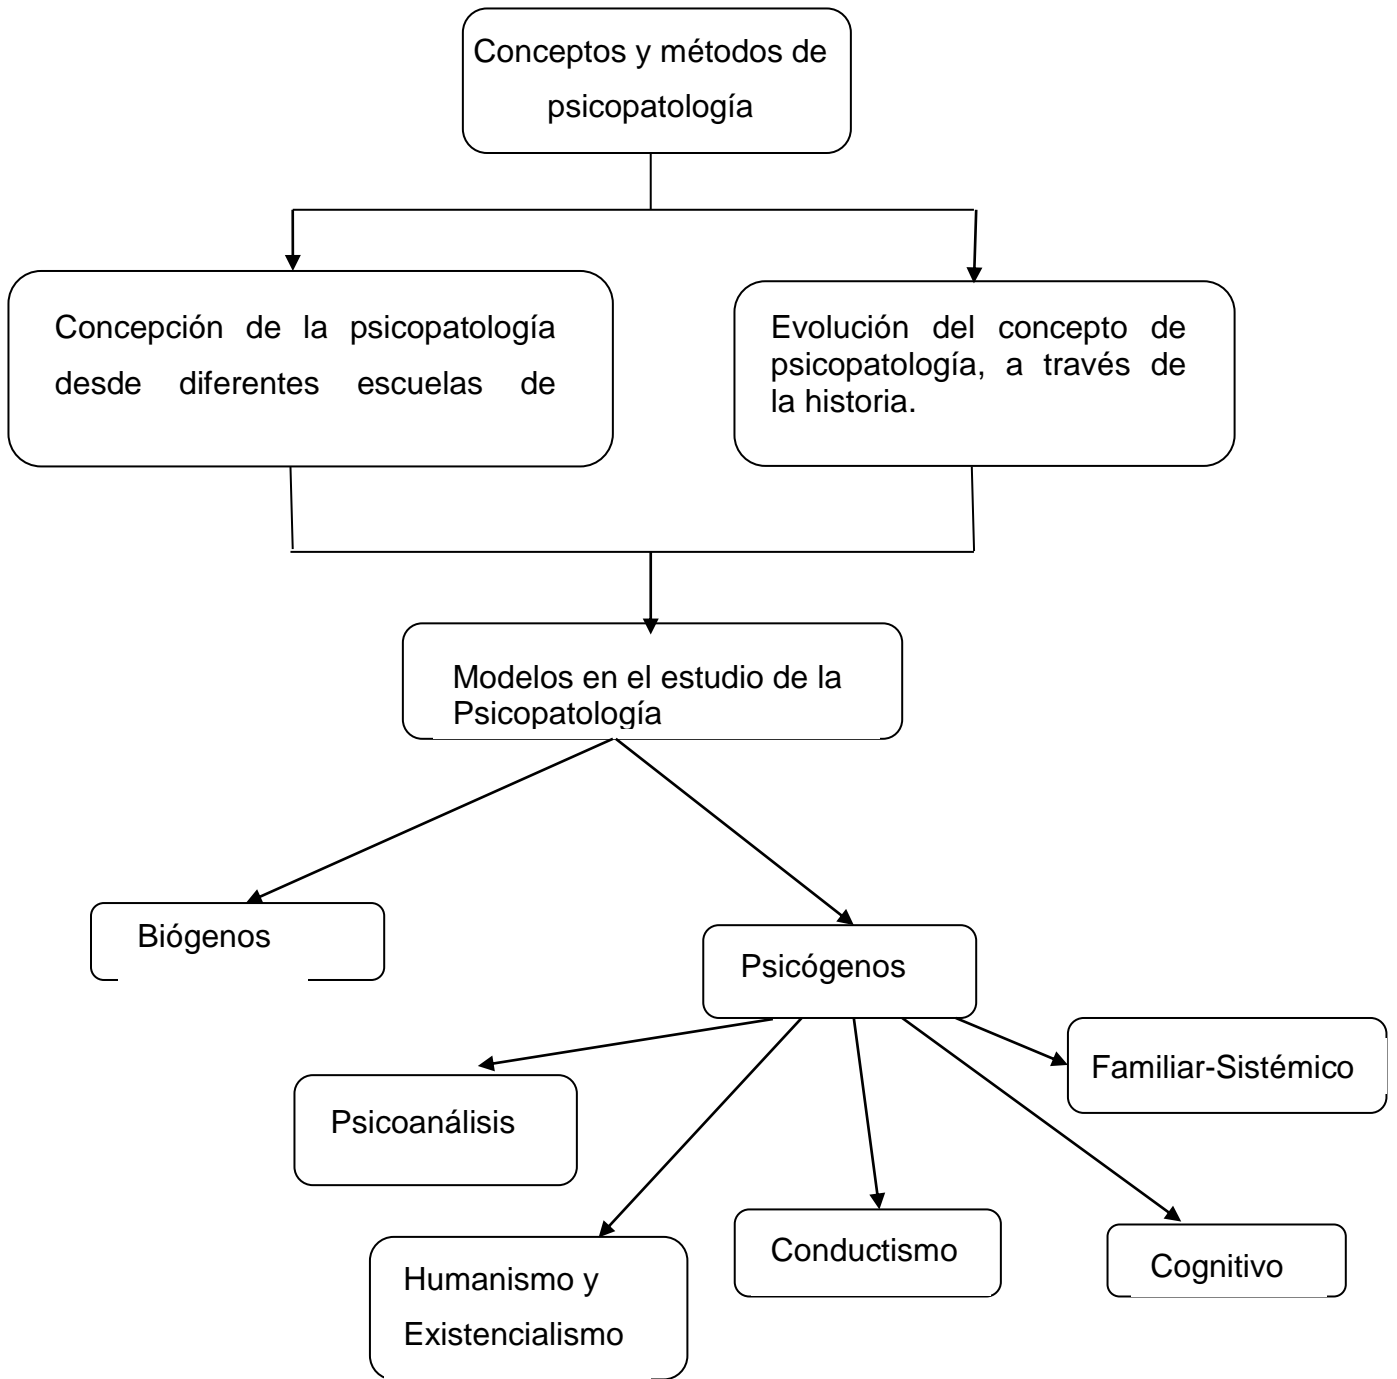 Conceptos y métodos de
psicopatología
Concepción de la psicopatología
desde diferentes escuelas de
Evolución del concepto de
psicopatología, a través de
la historia.
Modelos en el estudio de la
Psicopatología
Biógenos
Psicógenos
Familiar-Sistémico
Psicoanálisis
Conductismo
Cognitivo
Humanismo y
Existencialismo